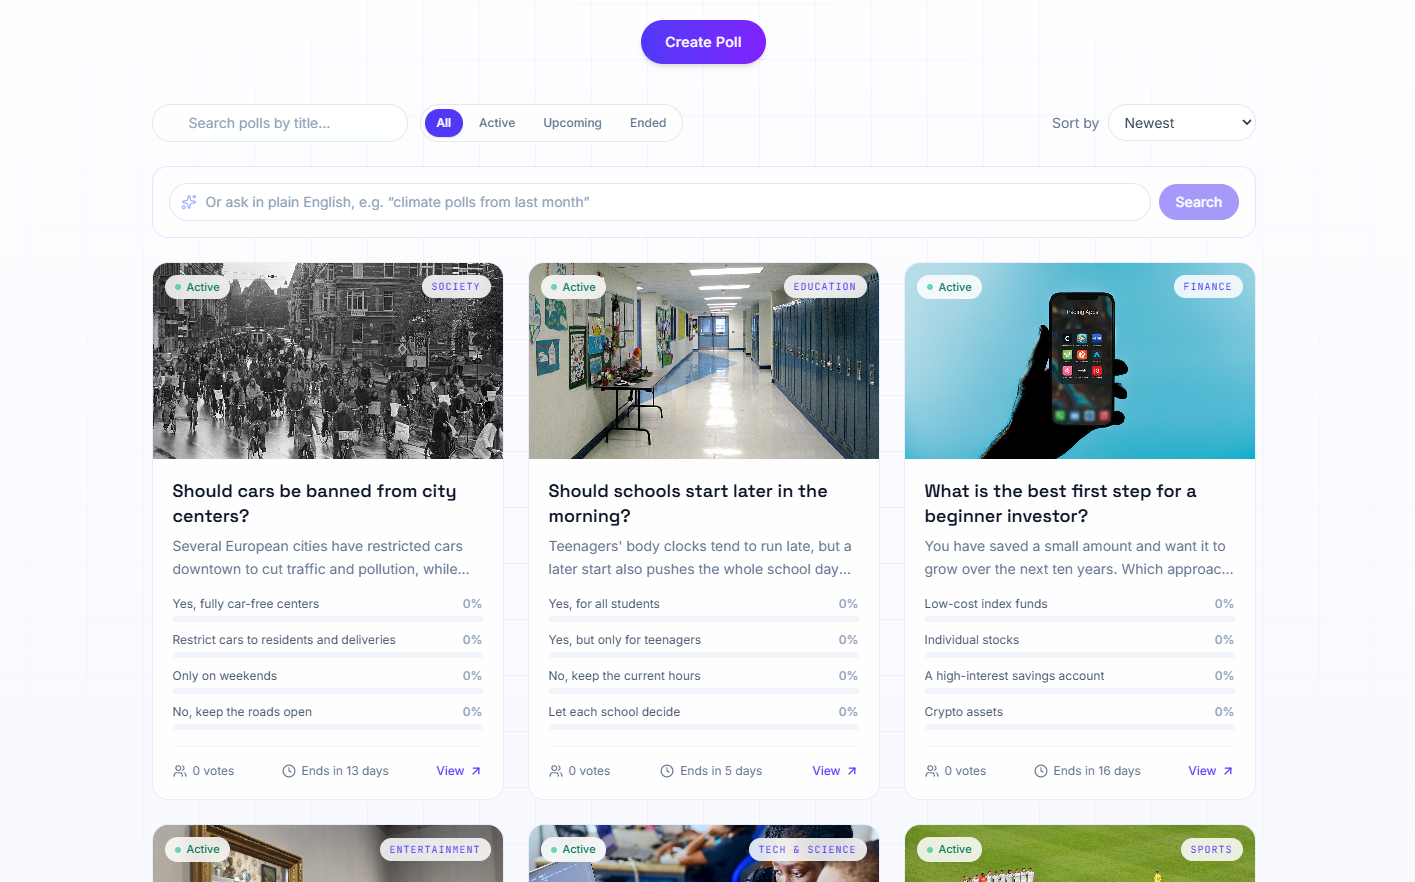 Create Poll
Search polls by title...
All
Active
Upcoming
Ended
Sort by
Newest
Or ask in plain English, e.g. “climate polls from last month”
Search
Active
SOCIETY
Should cars be banned from city
centers?
Several European cities have restricted cars
downtown to cut traffic and pollution, while...
Yes, fully car-free centers 0%
Restrict cars to residents and deliveries 0%
Only on weekends 0%
No, keep the roads open 0%
0 votes
Ends in 13 days
View
Active
EDUCATION
Should schools start later in the
morning?
Teenagers' body clocks tend to run late, but a
later start also pushes the whole school day...
Yes, for all students 0%
Yes, but only for teenagers 0%
No, keep the current hours 0%
Let each school decide 0%
0 votes
Ends in 5 days
View
Active
FINANCE
Trading Apps
What is the best first step for a
beginner investor?
You have saved a small amount and want it to
grow over the next ten years. Which approac...
Low-cost index funds 0%
Individual stocks 0%
A high-interest savings account 0%
Crypto assets 0%
0 votes
Ends in 16 days
View
Active
ENTERTAINMENT
Active
TECH & SCIENCE
Active
SPORTS